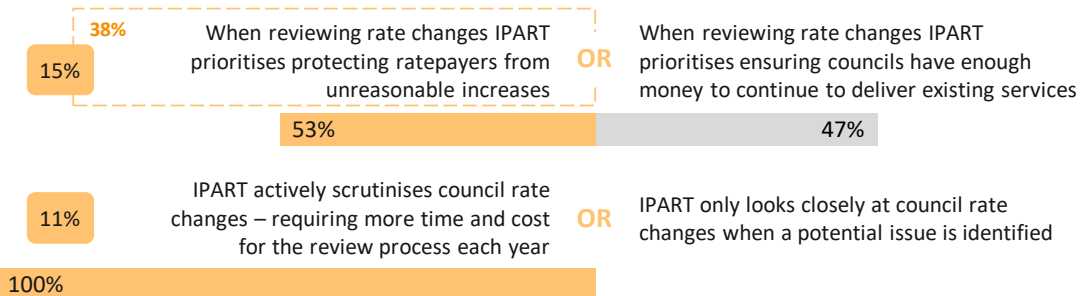 38%
15%
When reviewing rate changes IPART
prioritises protecting ratepayers from
unreasonable increases
OR
When reviewing rate changes IPART
prioritises ensuring councils have enough
money to continue to deliver existing services
53%
47%
11%
IPART actively scrutinises council rate
changes – requiring more time and cost
for the review process each year
OR
IPART only looks closely at council rate
changes when a potential issue is identified
100%